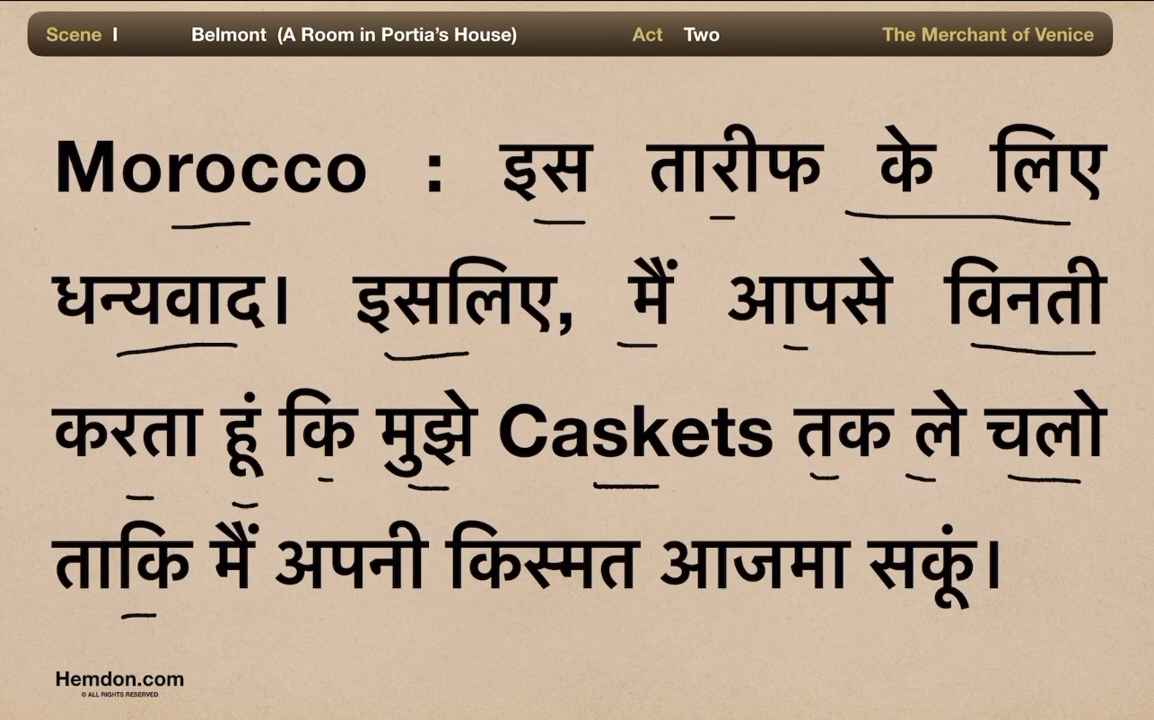 Scene I Belmont (A Room in Portia’s House) Act Two The Merchant of Venice
Morocco : इस तारीफ के लिए
धन्यवाद। इसलिए, मैं आपसे विनती
करता हूं कि मुझे Caskets तक ले चलो
ताकि मैं अपनी किस्मत आजमा सकूं।
Hemdon.com
© ALL RIGHTS RESERVED